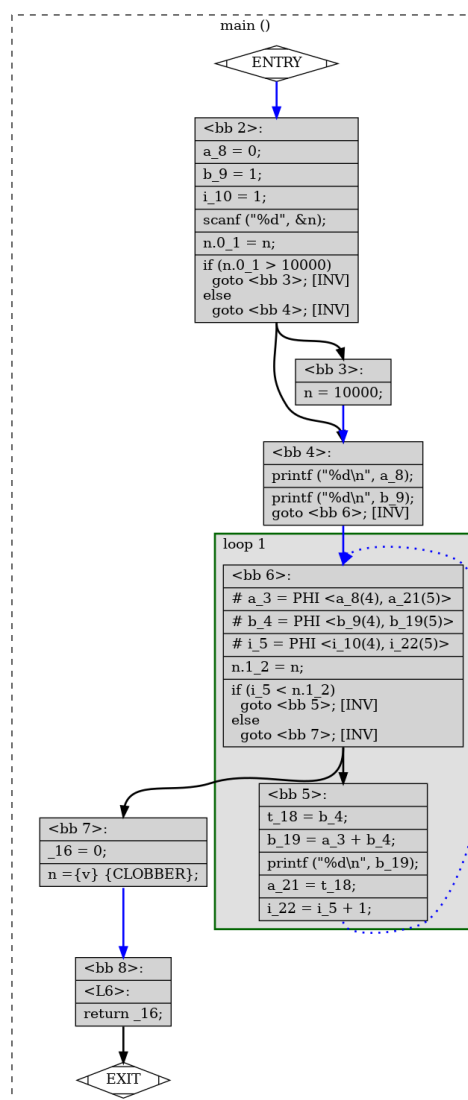 main ()
ENTRY
<bb 2>:
a_8 = 0;
b_9 = 1;
i_10 = 1;
scanf ("%d", &n);
n.0_1 = n;
if (n.0_1 > 10000)
goto <bb 3>; [INV]
else
goto <bb 4>; [INV]
<bb 3>:
n = 10000;
<bb 4>:
printf ("%d\n", a_8);
printf ("%d\n", b_9);
goto <bb 6>; [INV]
loop 1
<bb 6>:
# a_3 = PHI <a_8(4), a_21(5)>
# b_4 = PHI <b_9(4), b_19(5)>
# i_5 = PHI <i_10(4), i_22(5)>
n.1_2 = n;
if (i_5 < n.1_2)
goto <bb 5>; [INV]
else
goto <bb 7>; [INV]
<bb 5>:
t_18 = b_4;
b_19 = a_3 + b_4;
printf ("%d\n", b_19);
a_21 = t_18;
i_22 = i_5 + 1;
<bb 7>:
_16 = 0;
n ={v} {CLOBBER};
<bb 8>:
<L6>:
return _16;
EXIT